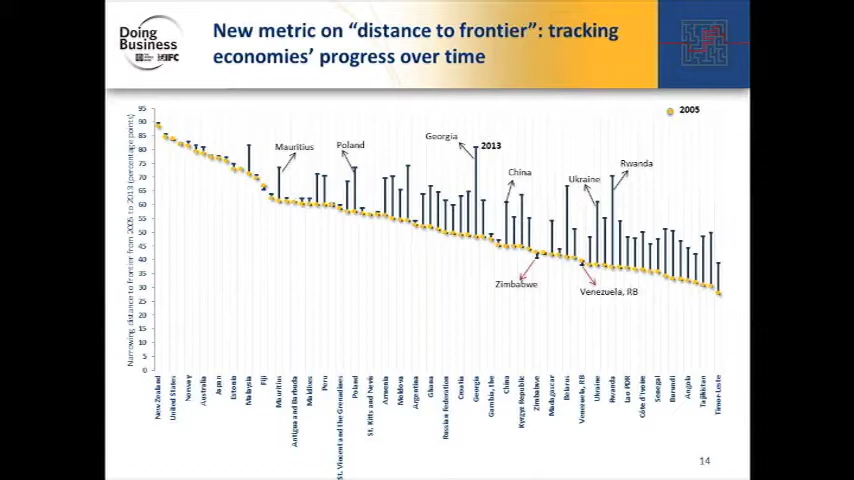 Doing
Business
IFC
New metric on “distance to frontier”: tracking
economies’ progress over time
Narrowing distance to frontier from 2005 to 2013 (percentage points)
95
90
85
80
75
70
65
60
55
50
45
40
35
30
25
20
15
10
5
0
2005
2013
Mauritius
Poland
Georgia
China
Ukraine
Rwanda
Zimbabwe
Venezuela, RB
New Zealand
United States
Norway
Australia
Japan
Estonia
Malaysia
Fiji
Mauritius
Antigua and Barbuda
Maldives
Peru
St. Vincent and the Grenadines
Poland
St. Kitts and Nevis
Armenia
Moldova
Argentina
Ghana
Russian Federation
Croatia
Georgia
Gambia, the
China
Kyrgyz Republic
Zimbabwe
Madagascar
Belarus
Venezuela, RB
Ukraine
Rwanda
Lao PDR
Côte d'Ivoire
Senegal
Burundi
Angola
Tajikistan
Timor-Leste
14